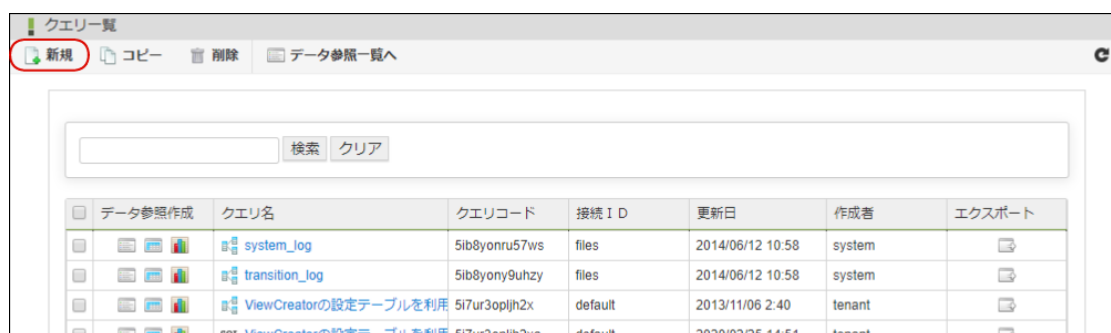 クエリ一覧
新規 コピー 削除 データ参照一覧へ
検索 クリア
データ参照作成 クエリ名 クエリコード 接続ＩＤ 更新日 作成者 エクスポート
system_log 5ib8yonru57ws files 2014/06/12 10:58 system
transition_log 5ib8yony9uhzy files 2014/06/12 10:58 system
ViewCreatorの設定テーブルを利用 5i7ur3opljh2x default 2013/11/06 2:40 tenant